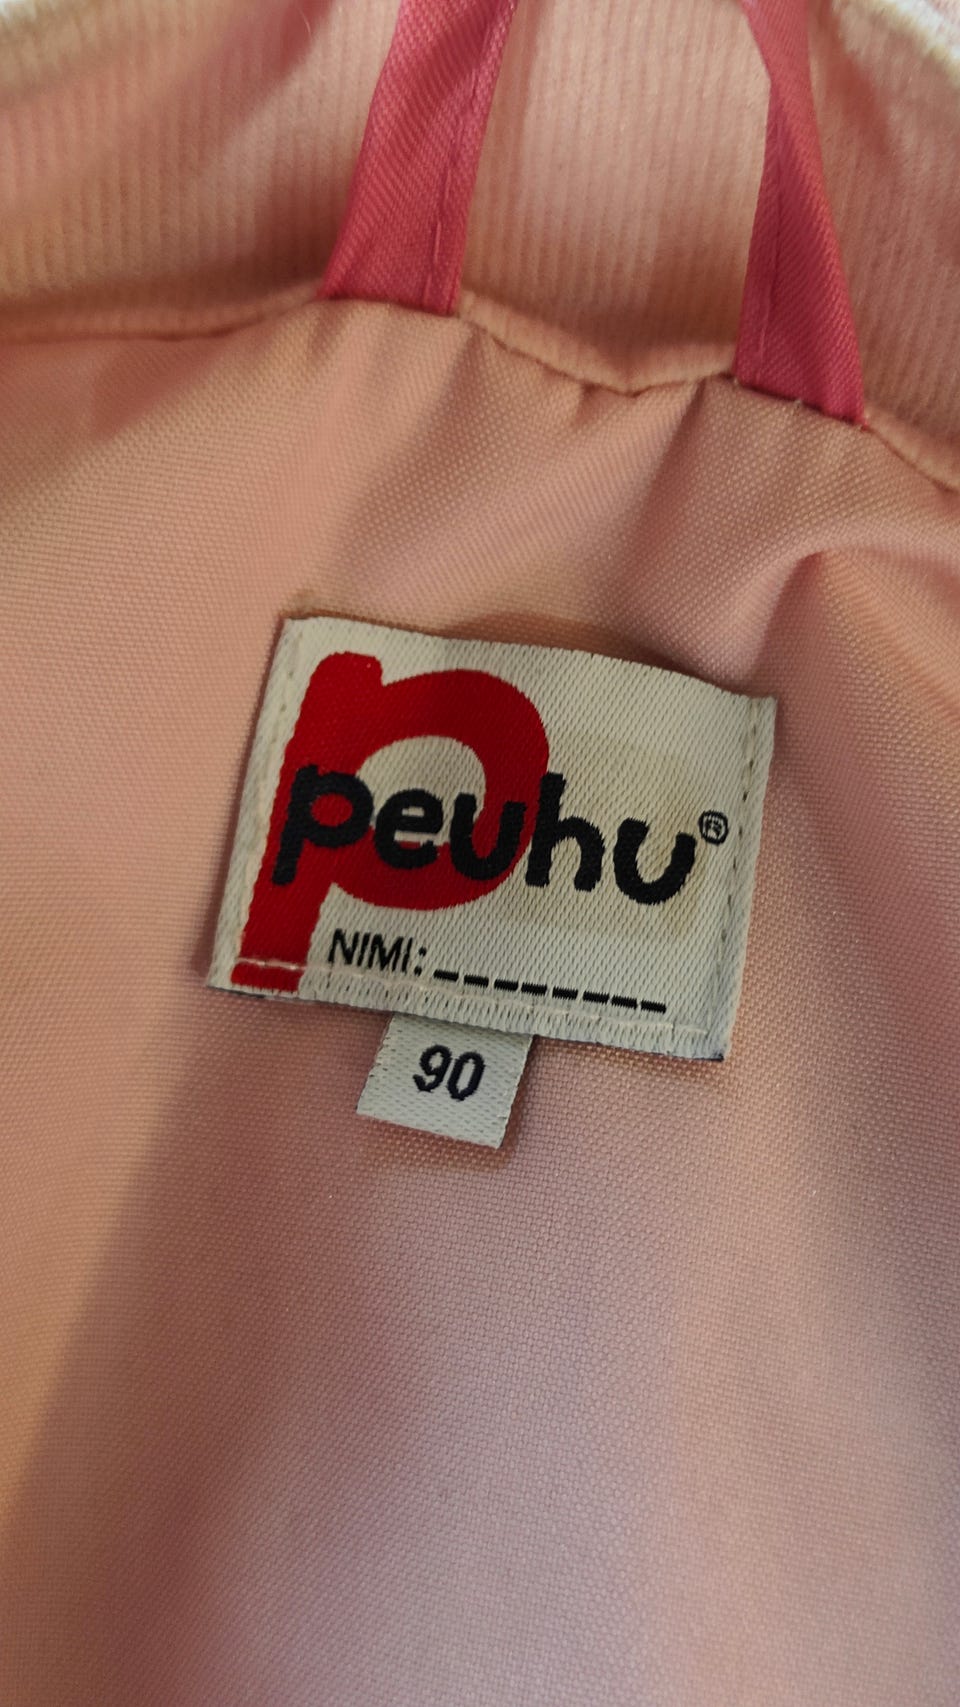 peuhu®
NIMI: _ _ _ _ _ _ _ _
90